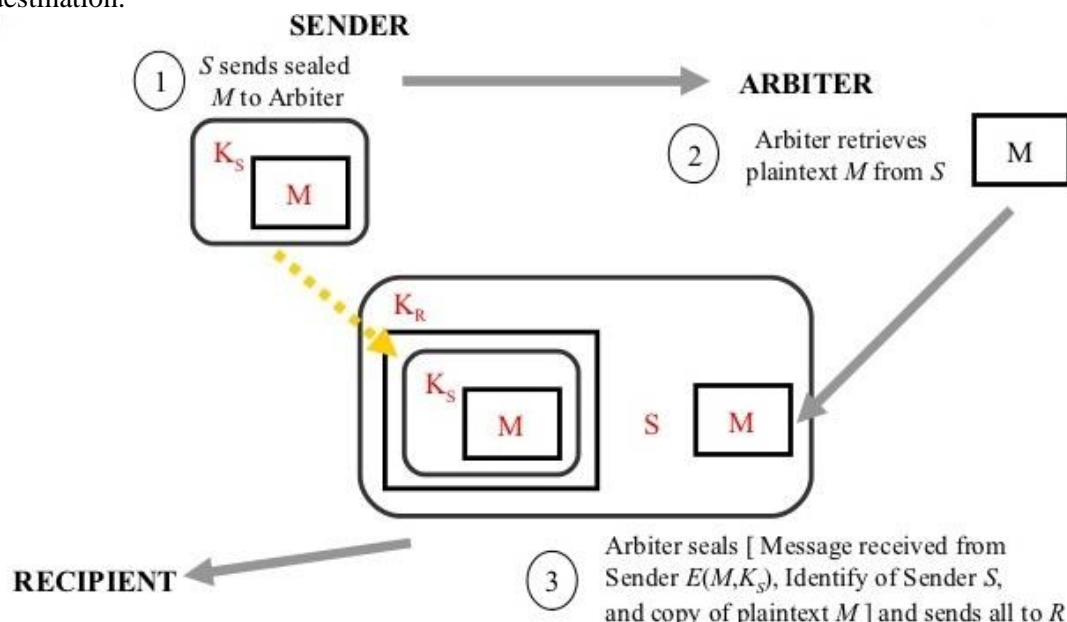 destination.
SENDER
1
S sends sealed
M to Arbiter
ARBITER
2
Arbiter retrieves
plaintext M from S
M
K_S
M
K_R
K_S
M
S
M
RECIPIENT
3
Arbiter seals [ Message received from
Sender E(M,K_S), Identify of Sender S,
and copy of plaintext M ] and sends all to R